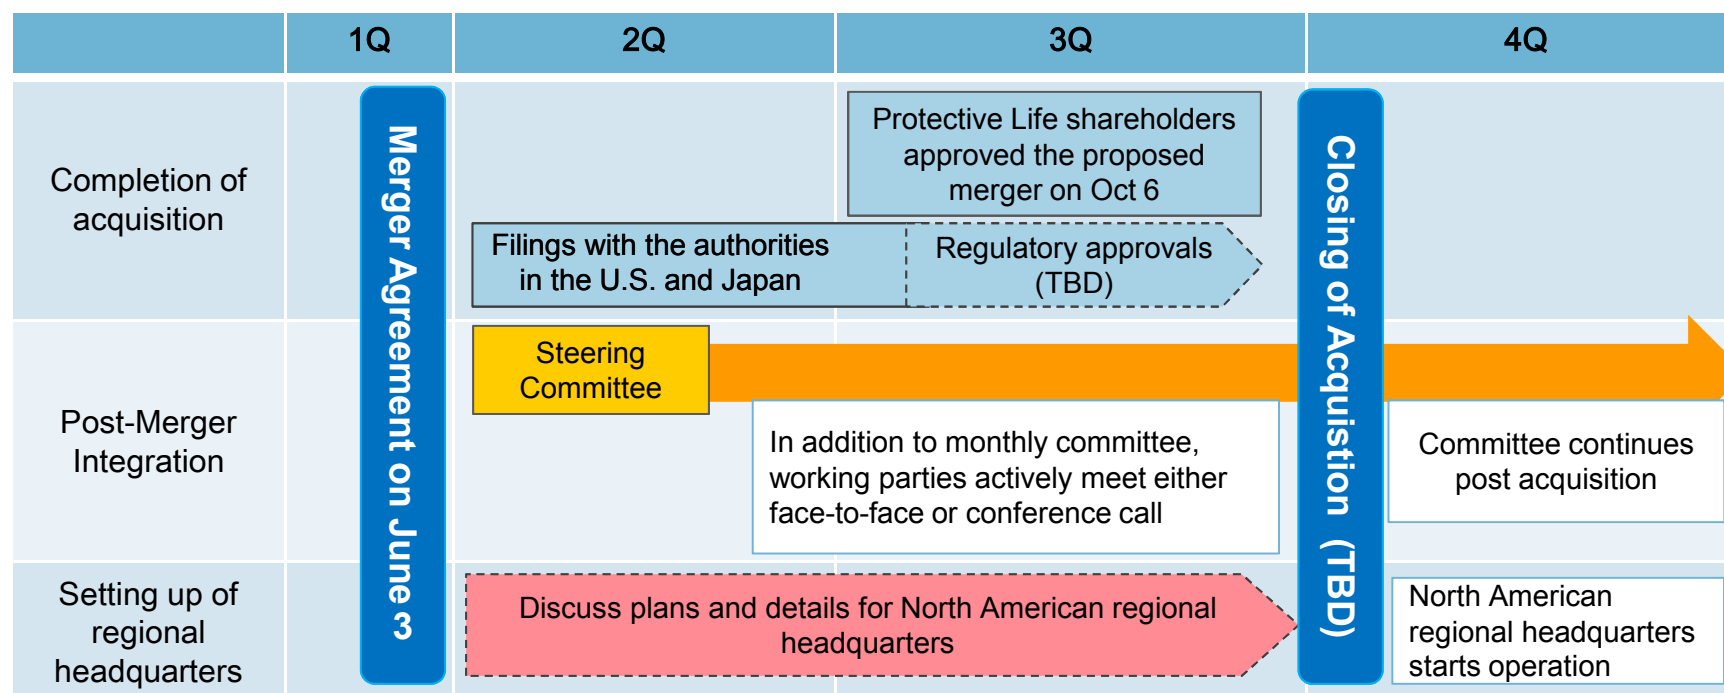 1Q
2Q
3Q
4Q
Completion of
acquisition
Merger Agreement on June 3
Protective Life shareholders
approved the proposed
merger on Oct 6
Filings with the authorities
in the U.S. and Japan
Regulatory approvals
(TBD)
Closing of Acquistion (TBD)
Post-Merger
Integration
Steering
Committee
In addition to monthly committee,
working parties actively meet either
face-to-face or conference call
Committee continues
post acquisition
Setting up of
regional
headquarters
Discuss plans and details for North American regional
headquarters
North American
regional headquarters
starts operation